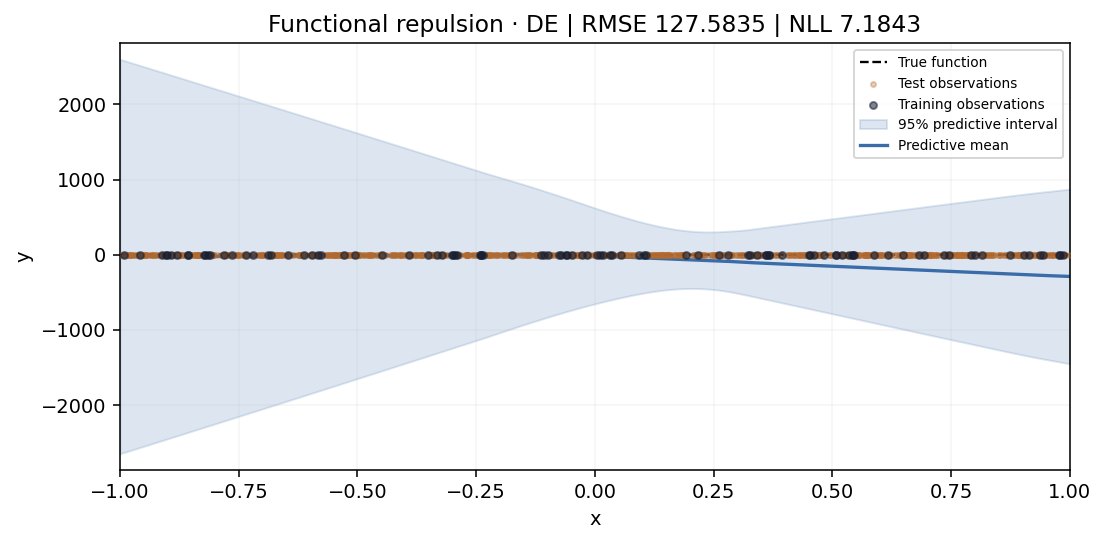 Functional repulsion · DE | RMSE 127.5835 | NLL 7.1843
True function
Test observations
Training observations
95% predictive interval
Predictive mean
y
2000
1000
0
−1000
−2000
−1.00
−0.75
−0.50
−0.25
0.00
0.25
0.50
0.75
1.00
x